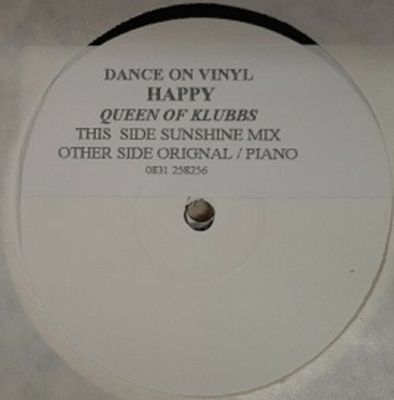 DANCE ON VINYL
HAPPY
QUEEN OF KLUBBS
THIS SIDE SUNSHINE MIX
OTHER SIDE ORIGNAL / PIANO
0831 258256